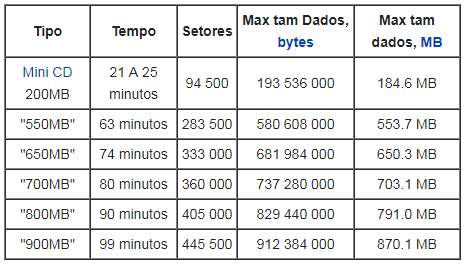 Tipo Tempo Setores Max tam Dados, bytes Max tam dados, MB
Mini CD 200MB 21 A 25 minutos 94 500 193 536 000 184.6 MB
"550MB" 63 minutos 283 500 580 608 000 553.7 MB
"650MB" 74 minutos 333 000 681 984 000 650.3 MB
"700MB" 80 minutos 360 000 737 280 000 703.1 MB
"800MB" 90 minutos 405 000 829 440 000 791.0 MB
"900MB" 99 minutos 445 500 912 384 000 870.1 MB